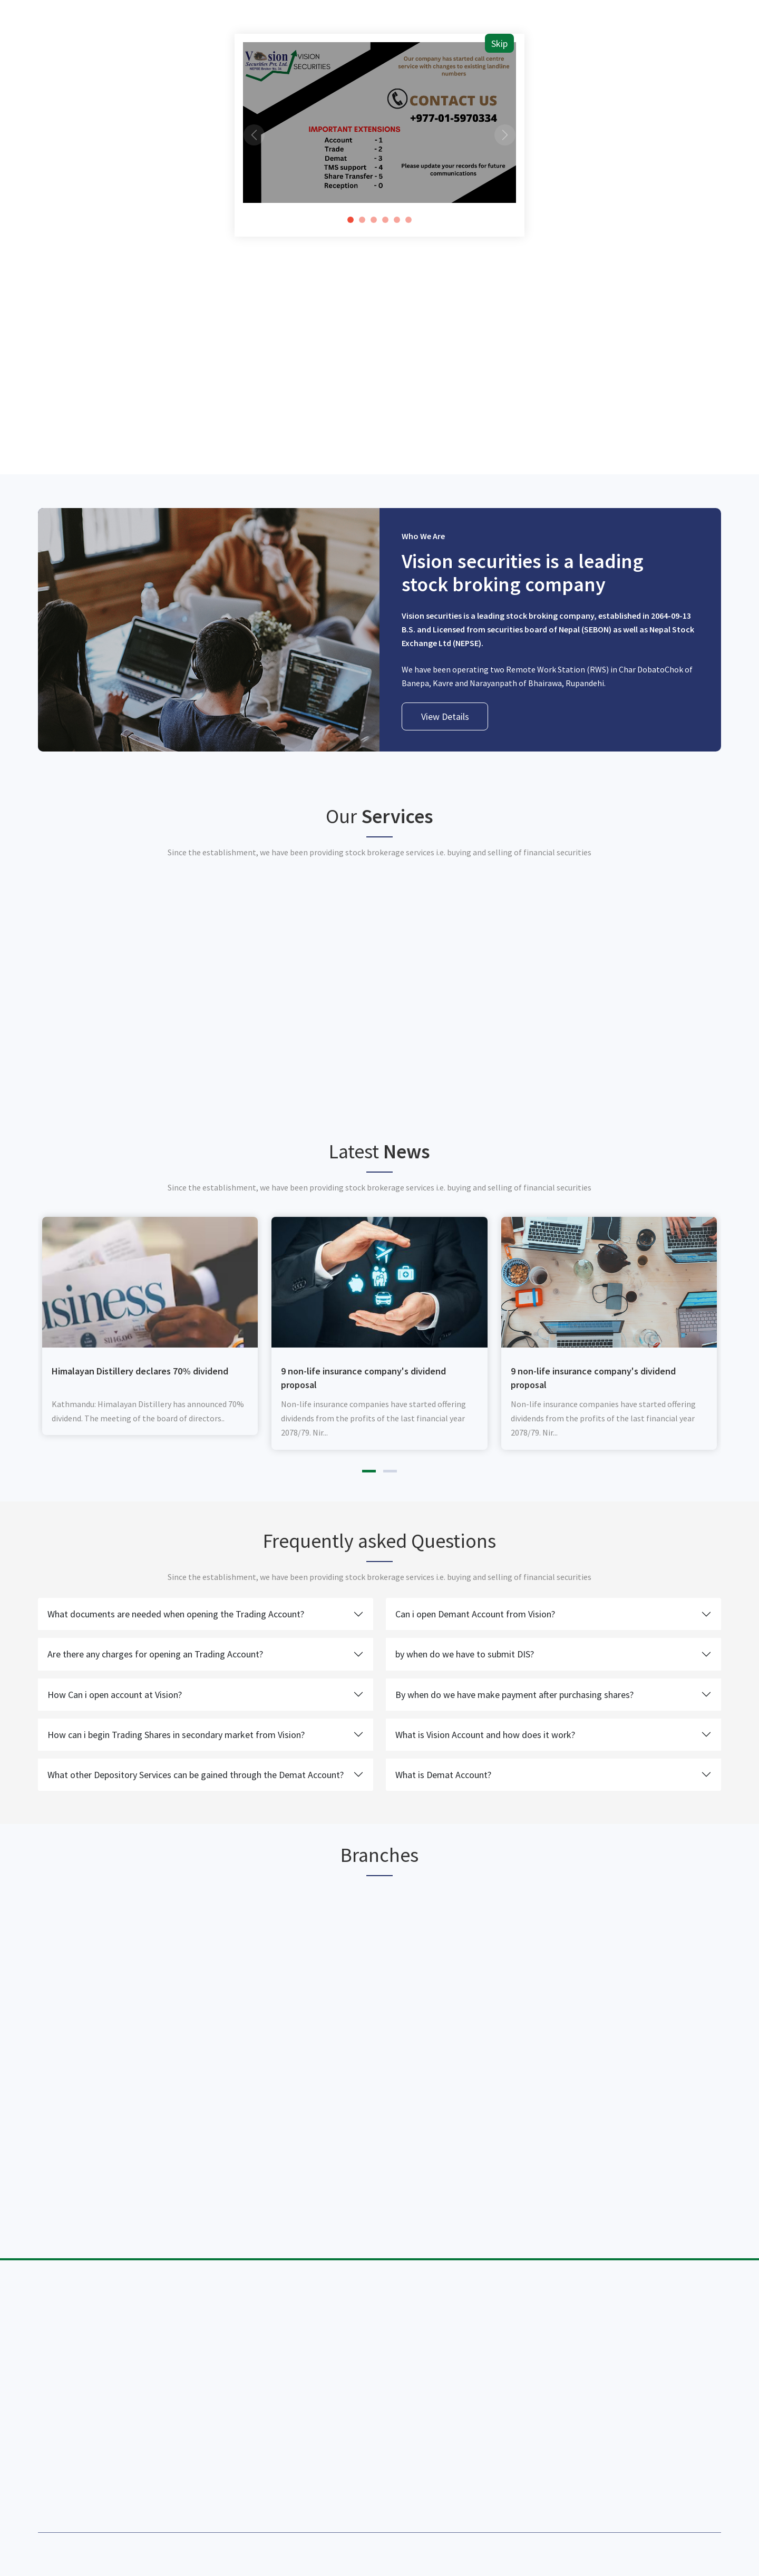 Skip
Vision
Securities Pvt. Ltd.
VISION
SECURITIES
Our company has started call centre
service with changes to existing landline
numbers
CONTACT US
+977-01-5970334
IMPORTANT EXTENSIONS
Account - 1
Trade - 2
Demat - 3
TMS support - 4
Share Transfer - 5
Reception - 0
Please update your records for future
communications
Who We Are
Vision securities is a leading
stock broking company
Vision securities is a leading stock broking company, established in 2064-09-13
B.S. and Licensed from securities board of Nepal (SEBON) as well as Nepal Stock
Exchange Ltd (NEPSE).
We have been operating two Remote Work Station (RWS) in Char DobatoChok of
Banepa, Kavre and Narayanpath of Bhairawa, Rupandehi.
View Details
Our Services
Since the establishment, we have been providing stock brokerage services i.e. buying and selling of financial securities
Latest News
Since the establishment, we have been providing stock brokerage services i.e. buying and selling of financial securities
usiness
Himalayan Distillery declares 70% dividend
Kathmandu: Himalayan Distillery has announced 70%
dividend. The meeting of the board of directors..
9 non-life insurance company's dividend
proposal
Non-life insurance companies have started offering
dividends from the profits of the last financial year
2078/79. Nir...
9 non-life insurance company's dividend
proposal
Non-life insurance companies have started offering
dividends from the profits of the last financial year
2078/79. Nir...
Frequently asked Questions
Since the establishment, we have been providing stock brokerage services i.e. buying and selling of financial securities
What documents are needed when opening the Trading Account?
Are there any charges for opening an Trading Account?
How Can i open account at Vision?
How can i begin Trading Shares in secondary market from Vision?
What other Depository Services can be gained through the Demat Account?
Can i open Demant Account from Vision?
by when do we have to submit DIS?
By when do we have make payment after purchasing shares?
What is Vision Account and how does it work?
What is Demat Account?
Branches